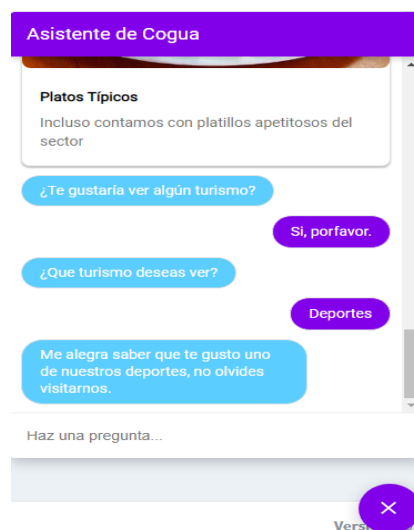 Asistente de Cogua
Platos Típicos
Incluso contamos con platillos apetitosos del
sector
¿Te gustaría ver algún turismo?
Si, porfavor.
¿Que turismo deseas ver?
Deportes
Me alegra saber que te gusto uno
de nuestros deportes, no olvides
visitarnos.
Haz una pregunta...